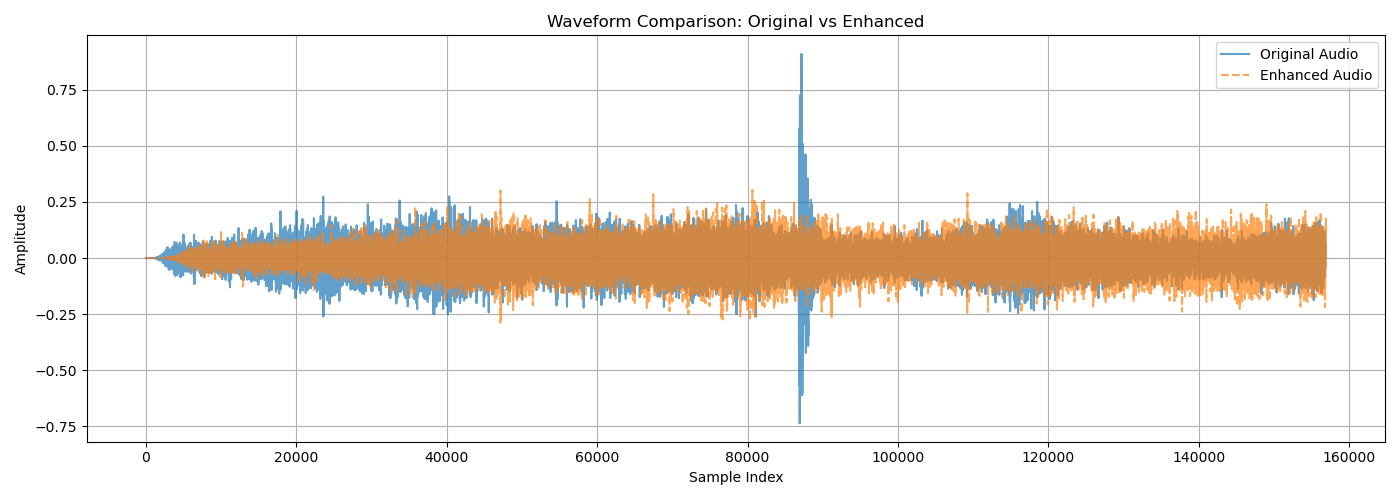 Waveform Comparison: Original vs Enhanced
Original Audio
Enhanced Audio
Amplitude
0.75
0.50
0.25
0.00
−0.25
−0.50
−0.75
0 20000 40000 60000 80000 100000 120000 140000 160000
Sample Index